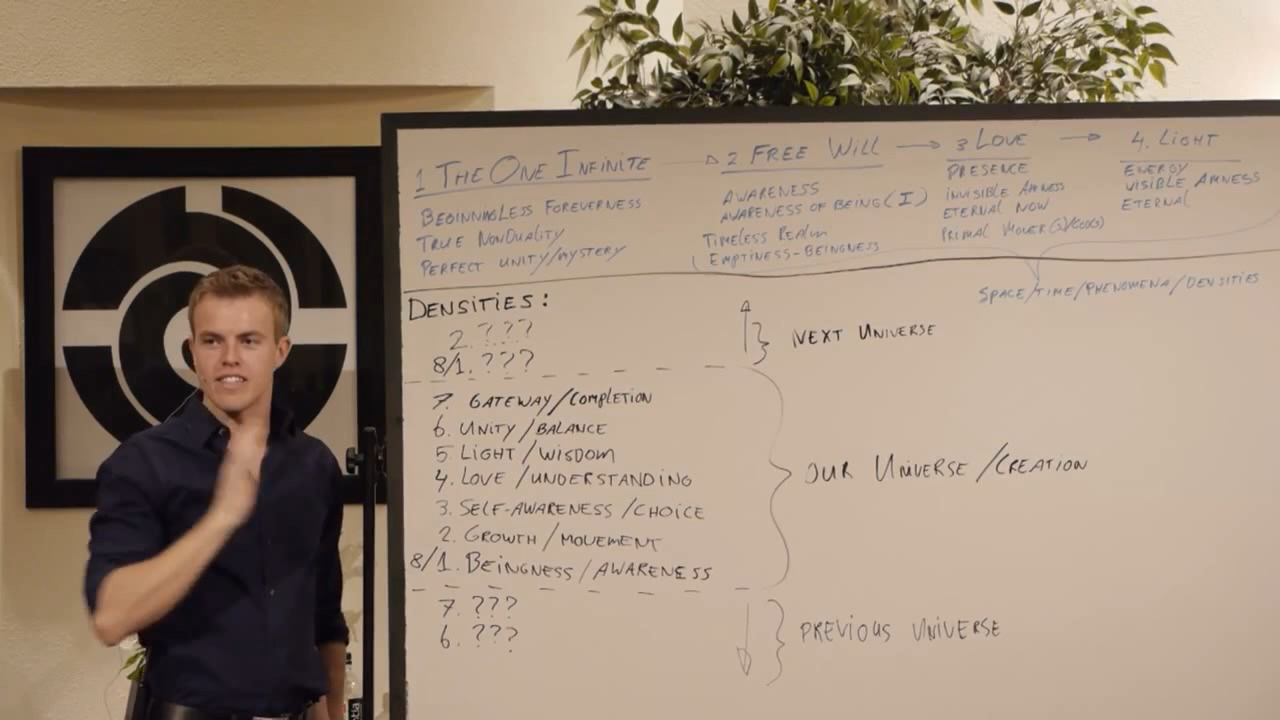 1 THE ONE INFINITE
BEGINNINGLESS FOREVERNESS
TRUE NONDUALITY
PERFECT UNITY/MYSTERY
2 FREE WILL
AWARENESS
AWARENESS OF BEING (I)
TIMELESS REALM
EMPTINESS-BEINGNESS
3 LOVE
PRESENCE
INVISIBLE AMNESS
ETERNAL NOW
PRIMAL MOVER(S)/GOD(S)
4. LIGHT
ENERGY
VISIBLE AMNESS
ETERNAL
SPACE/TIME/PHENOMENA/DENSITIES
DENSITIES:
2. ???
8/1. ???
NEXT UNIVERSE
7. GATEWAY/COMPLETION
6. UNITY/BALANCE
5. LIGHT/WISDOM
4. LOVE/UNDERSTANDING
3. SELF-AWARENESS/CHOICE
2. GROWTH/MOVEMENT
8/1. BEINGNESS/AWARENESS
OUR UNIVERSE/CREATION
7. ???
6. ???
PREVIOUS UNIVERSE